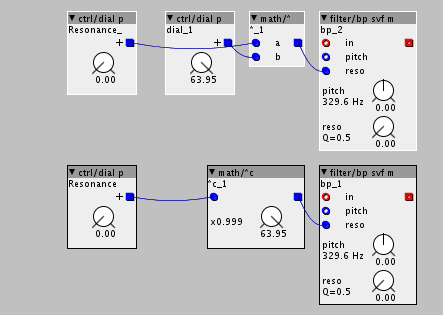 ctrl/dial p
Resonance_
+
0.00
ctrl/dial p
dial_1
+
63.95
math/*
*_1
a
b
filter/bp svf m
bp_2
in
pitch
reso
pitch
329.6 Hz
0.00
reso
Q=0.5
0.00
ctrl/dial p
Resonance
+
0.00
math/*c
*c_1
x0.999
63.95
filter/bp svf m
bp_1
in
pitch
reso
pitch
329.6 Hz
0.00
reso
Q=0.5
0.00